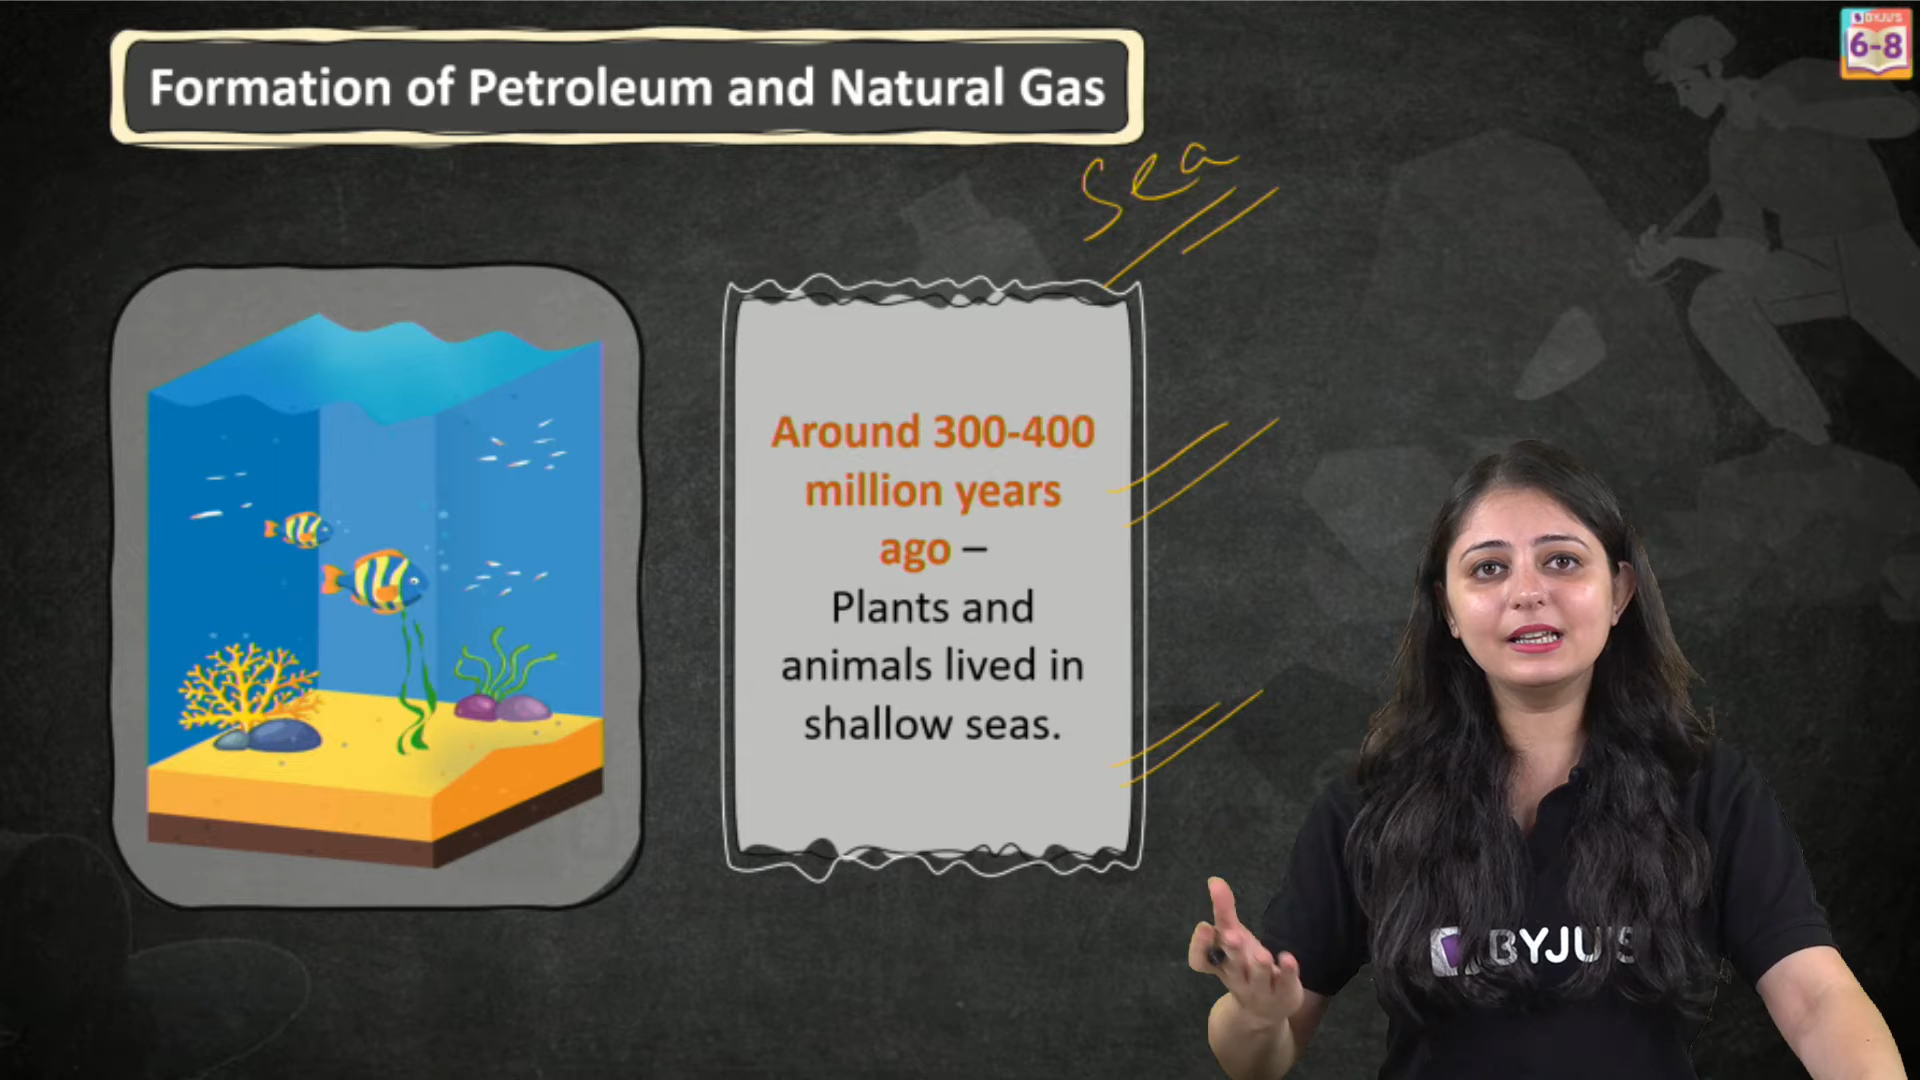 BYJU'S
6-8
Formation of Petroleum and Natural Gas
Sea
Around 300-400
million years
ago –
Plants and
animals lived in
shallow seas.
BYJU'S